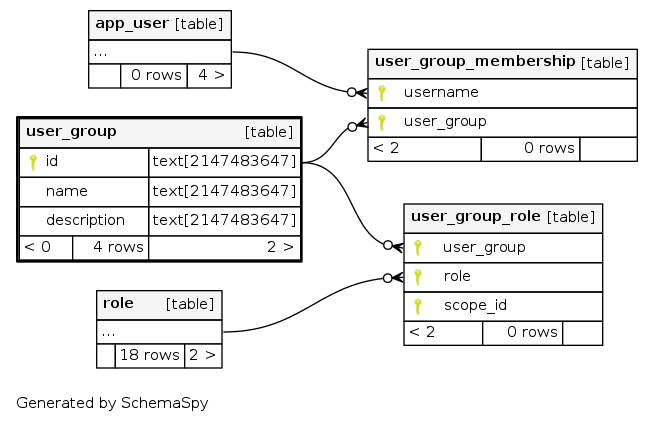 app_user [table]
...
0 rows 4 >
user_group_membership [table]
username
user_group
< 2 0 rows
user_group [table]
id text[2147483647]
name text[2147483647]
description text[2147483647]
< 0 4 rows 2 >
user_group_role [table]
user_group
role
scope_id
< 2 0 rows
role [table]
...
18 rows 2 >
Generated by SchemaSpy